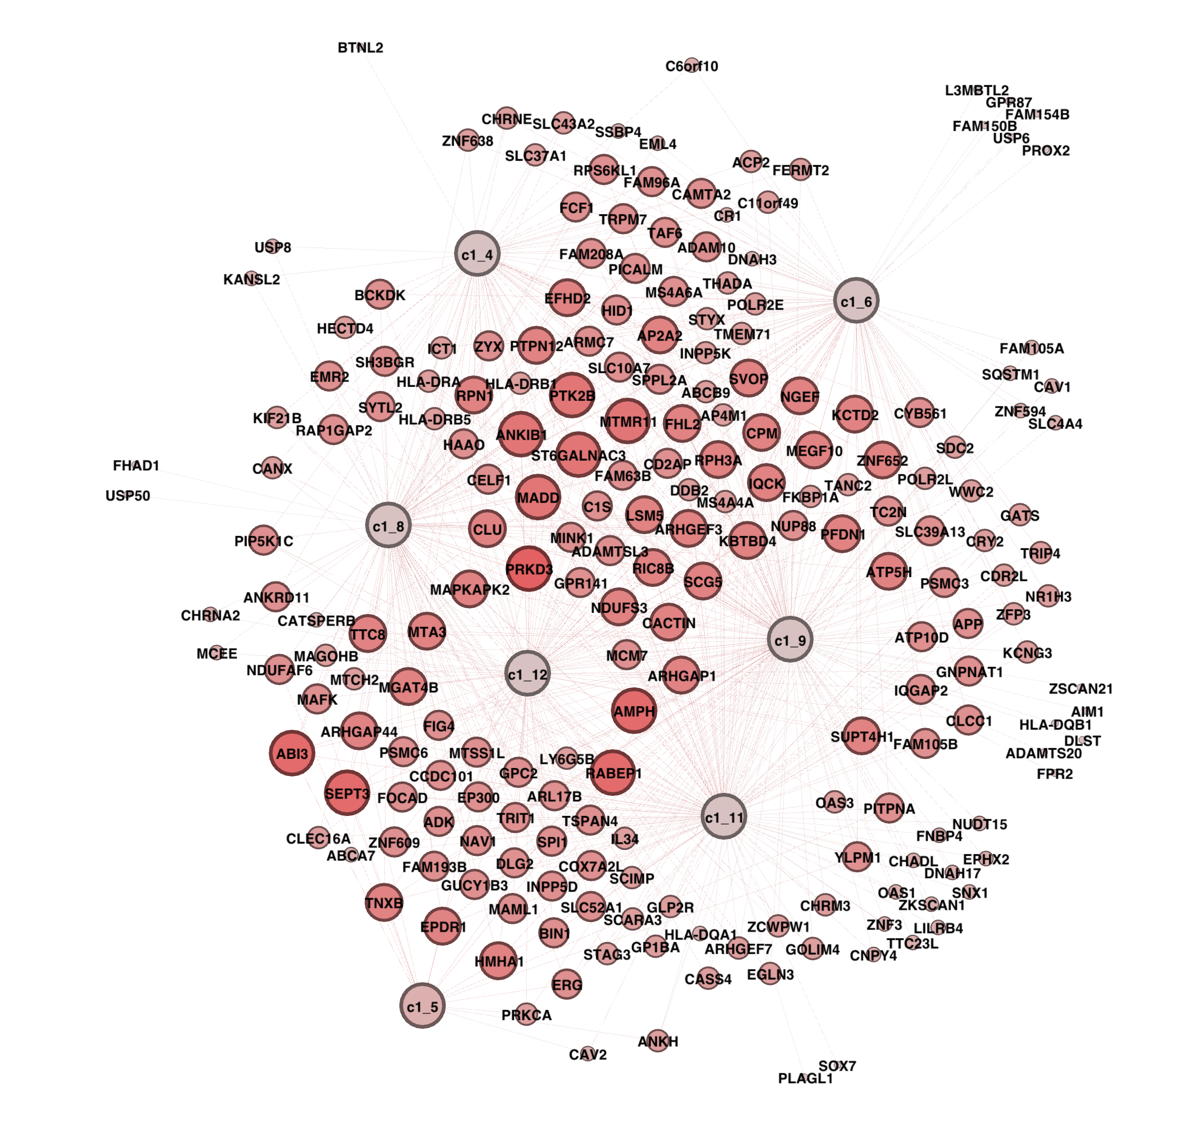 BTNL2
C6orf10
L3MBTL2
GPR87
FAM154B
FAM150B
USP6
PROX2
CHRNE
SLC43A2
SSBP4
EML4
ZNF638
SLC37A1
RPS6KL1
FAM96A
ACP2
FERMT2
CAMTA2
C11orf49
CR1
FCF1
TRPM7
TAF6
ADAM10
DNAH3
USP8
c1_4
FAM208A
PICALM
KANSL2
BCKDK
EFHD2
HID1
MS4A6A
THADA
POLR2E
c1_6
HECTD4
STYX
TMEM71
ICT1
ZYX
PTPN12
ARMC7
AP2A2
INPP5K
FAM105A
SH3BGR
EMR2
HLA-DRA
HLA-DRB1
SLC10A7
SPPL2A
SVOP
SQSTM1
CAV1
RPN1
PTK2B
ABCB9
NGEF
KIF21B
SYTL2
RAP1GAP2
HLA-DRB5
MTMR11
FHL2
AP4M1
KCTD2
CYB561
ZNF594
SLC4A4
HAAO
ANKIB1
CPM
MEGF10
SDC2
FHAD1
CANX
ST6GALNAC3
CD2AP
RPH3A
ZNF652
USP50
CELF1
FAM63B
IQCK
TANC2
POLR2L
WWC2
MADD
DDB2
MS4A4A
FKBP1A
C1S
LSM5
TC2N
GATS
c1_8
CLU
ARHGEF3
NUP88
PFDN1
SLC39A13
PIP5K1C
MINK1
ADAMTSL3
KBTBD4
CRY2
TRIP4
PRKD3
RIC8B
ATP5H
CDR2L
MAPKAPK2
GPR141
SCG5
PSMC3
NR1H3
ANKRD11
NDUFS3
ZFP3
CHRNA2
CATSPERB
TTC8
MTA3
CACTIN
c1_9
ATP10D
APP
MCEE
MAGOHB
MCM7
KCNG3
NDUFAF6
MTCH2
c1_12
ARHGAP1
GNPNAT1
MAFK
MGAT4B
IQGAP2
ZSCAN21
AMPH
AIM1
ARHGAP44
FIG4
CLCC1
HLA-DQB1
ABI3
PSMC6
MTSS1L
LY6G5B
SUPT4H1
FAM105B
DLST
ADAMTS20
CCDC101
GPC2
RABEP1
FPR2
SEPT3
FOCAD
EP300
ARL17B
OAS3
PITPNA
ADK
TRIT1
TSPAN4
c1_11
NUDT15
CLEC16A
ZNF609
NAV1
SPI1
IL34
FNBP4
ABCA7
FAM193B
DLG2
COX7A2L
YLPM1
CHADL
EPHX2
GUCY1B3
INPP5D
SCIMP
DNAH17
TNXB
MAML1
SLC52A1
GLP2R
CHRM3
OAS1
SNX1
EPDR1
SCARA3
ZKSCAN1
BIN1
HLA-DQA1
ZCWPW1
ZNF3
LILRB4
STAG3
GP1BA
ARHGEF7
GOLIM4
CNPY4
TTC23L
HMHA1
CASS4
EGLN3
ERG
c1_5
PRKCA
ANKH
CAV2
SOX7
PLAGL1